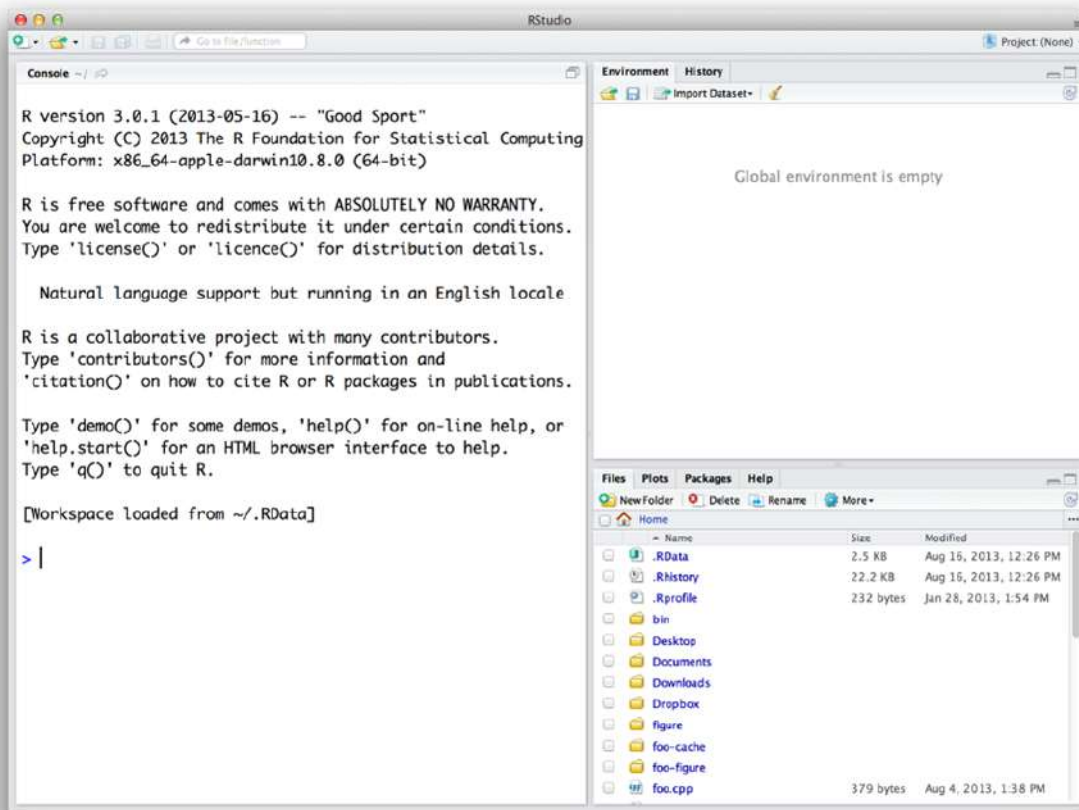 RStudio
Go to file/function
Project: (None)
Console ~/
R version 3.0.1 (2013-05-16) -- "Good Sport"
Copyright (C) 2013 The R Foundation for Statistical Computing
Platform: x86_64-apple-darwin10.8.0 (64-bit)
R is free software and comes with ABSOLUTELY NO WARRANTY.
You are welcome to redistribute it under certain conditions.
Type 'license()' or 'licence()' for distribution details.
Natural language support but running in an English locale
R is a collaborative project with many contributors.
Type 'contributors()' for more information and
'citation()' on how to cite R or R packages in publications.
Type 'demo()' for some demos, 'help()' for on-line help, or
'help.start()' for an HTML browser interface to help.
Type 'q()' to quit R.
[Workspace loaded from ~/.RData]
>
Environment History
Import Dataset
Global environment is empty
Files Plots Packages Help
New Folder Delete Rename More
Home
Name Size Modified
.RData 2.5 KB Aug 16, 2013, 12:26 PM
.Rhistory 22.2 KB Aug 16, 2013, 12:26 PM
.Rprofile 232 bytes Jan 28, 2013, 1:54 PM
bin
Desktop
Documents
Downloads
Dropbox
figure
foo-cache
foo-figure
foo.cpp 379 bytes Aug 4, 2013, 1:38 PM